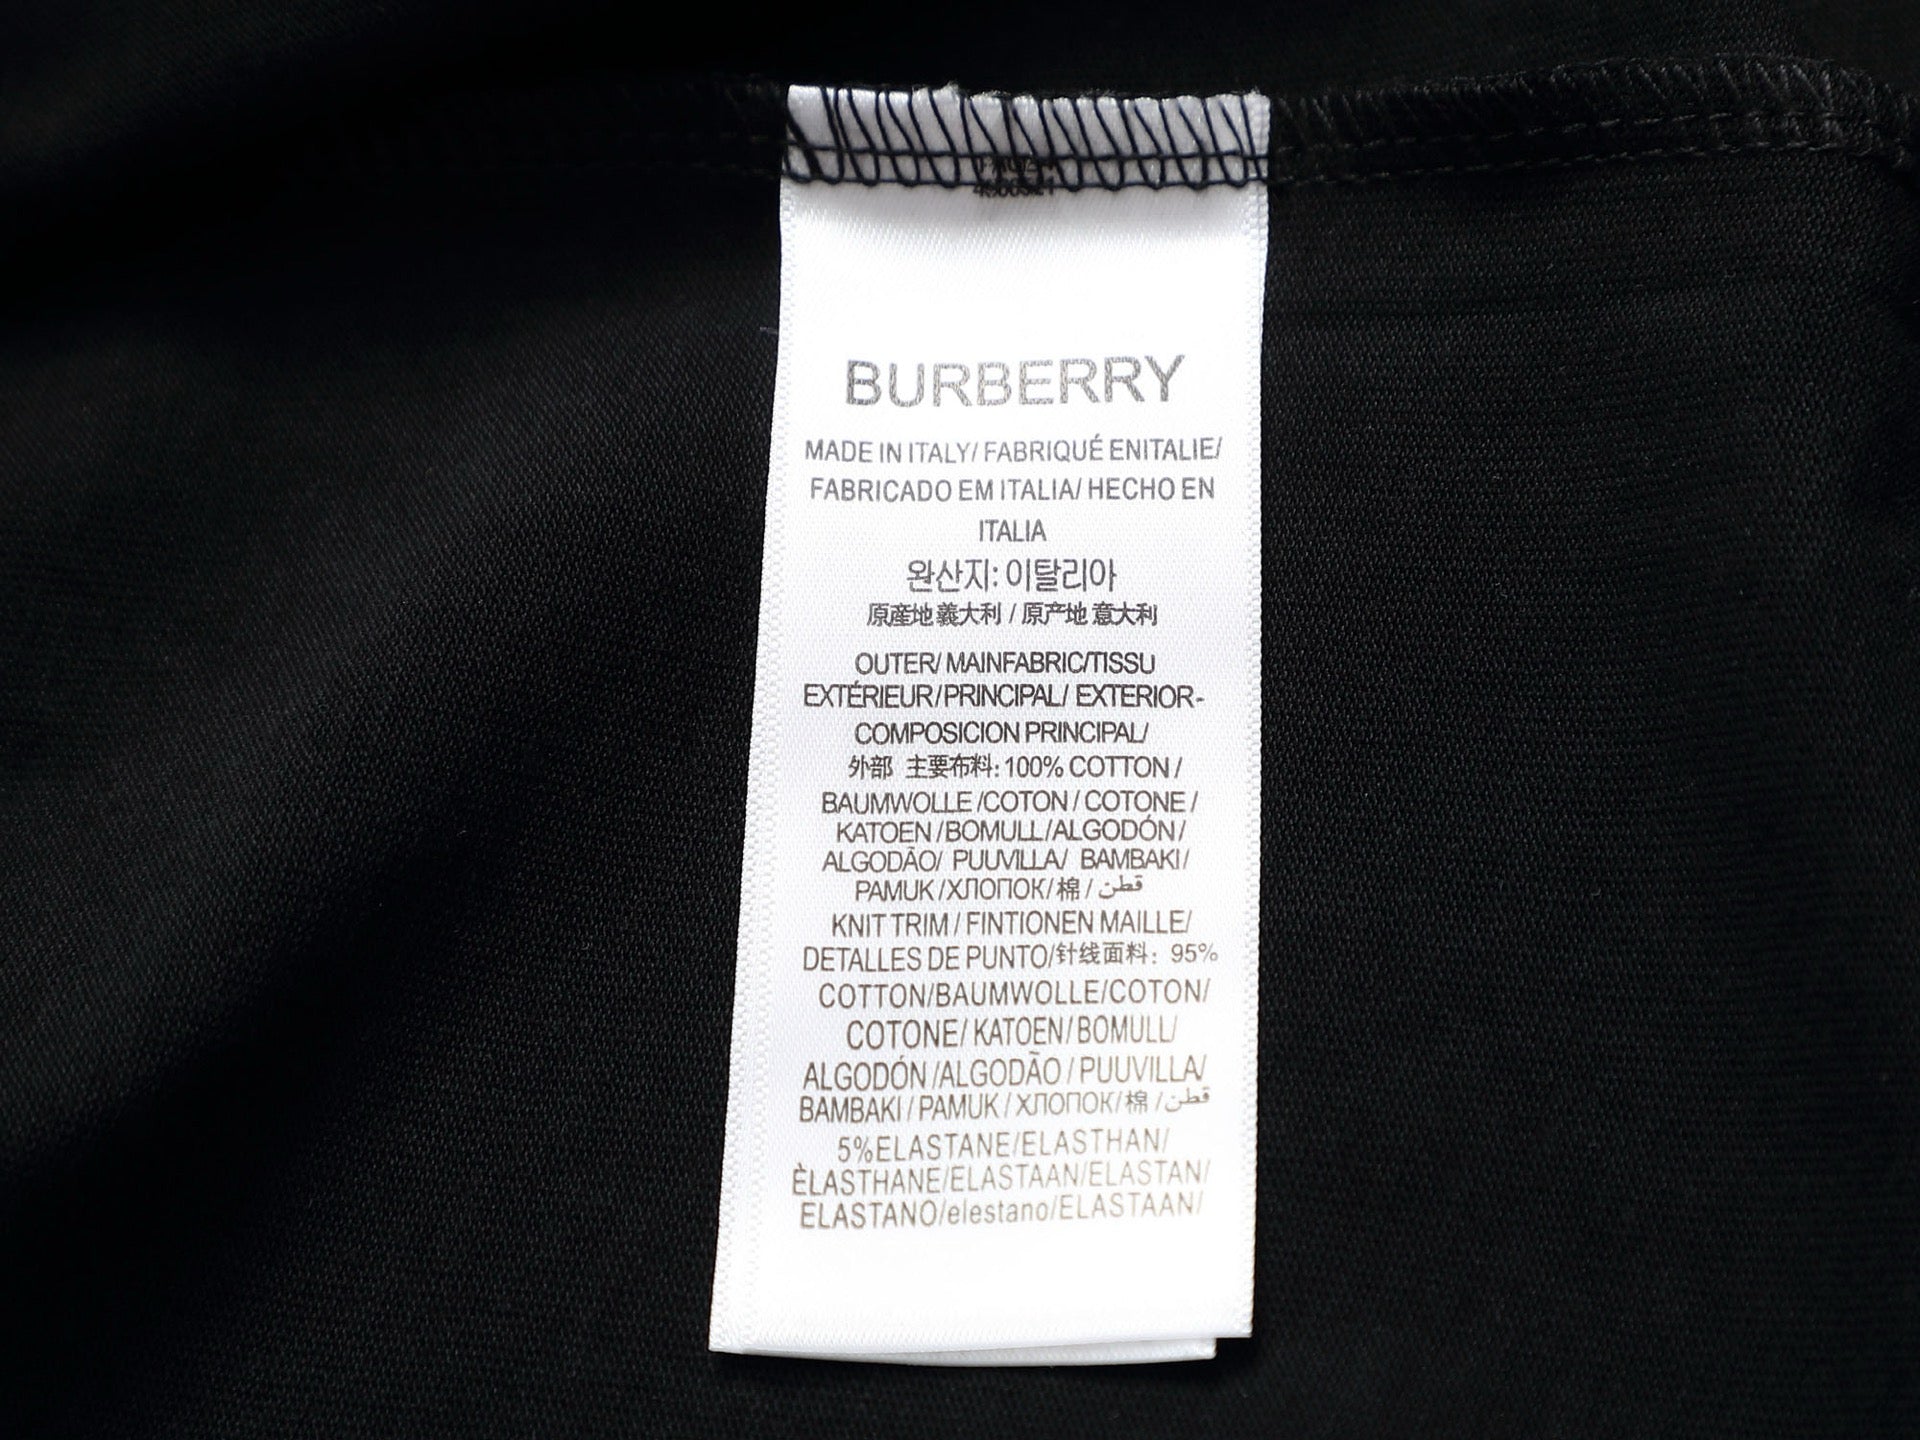 BURBERRY
MADE IN ITALY/ FABRIQUÉ ENITALIE/
FABRICADO EM ITALIA/ HECHO EN
ITALIA
완산지: 이탈리아
原産地 義大利 / 原产地 意大利
OUTER/ MAINFABRIC/TISSU
EXTÉRIEUR/PRINCIPAL/ EXTERIOR-
COMPOSICION PRINCIPAL/
外部 主要布料: 100% COTTON /
BAUMWOLLE /COTON / COTONE /
KATOEN /BOMULL/ALGODÓN/
ALGODÃO/ PUUVILLA/ BAMBAKI/
PAMUK /ХЛОПОК/棉 / قطن
KNIT TRIM / FINTIONEN MAILLE/
DETALLES DE PUNTO/针线面料: 95%
COTTON/BAUMWOLLE/COTON/
COTONE/ KATOEN/ BOMULL/
ALGODÓN /ALGODÃO / PUUVILLA/
BAMBAKI / PAMUK / ХЛОПОК/ 棉 / قطن
5%ELASTANE/ELASTHAN/
ÈLASTHANE/ELASTAAN/ELASTAN/
ELASTANO/elestano/ELASTAAN/